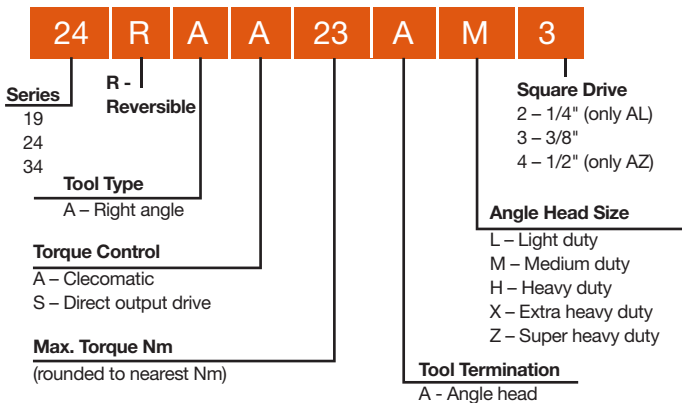 24 R A A 23 A M 3
Series
19
24
34
R -
Reversible
Tool Type
A – Right angle
Torque Control
A – Clecomatic
S – Direct output drive
Max. Torque Nm
(rounded to nearest Nm)
Square Drive
2 – 1/4" (only AL)
3 – 3/8"
4 – 1/2" (only AZ)
Angle Head Size
L – Light duty
M – Medium duty
H – Heavy duty
X – Extra heavy duty
Z – Super heavy duty
Tool Termination
A - Angle head